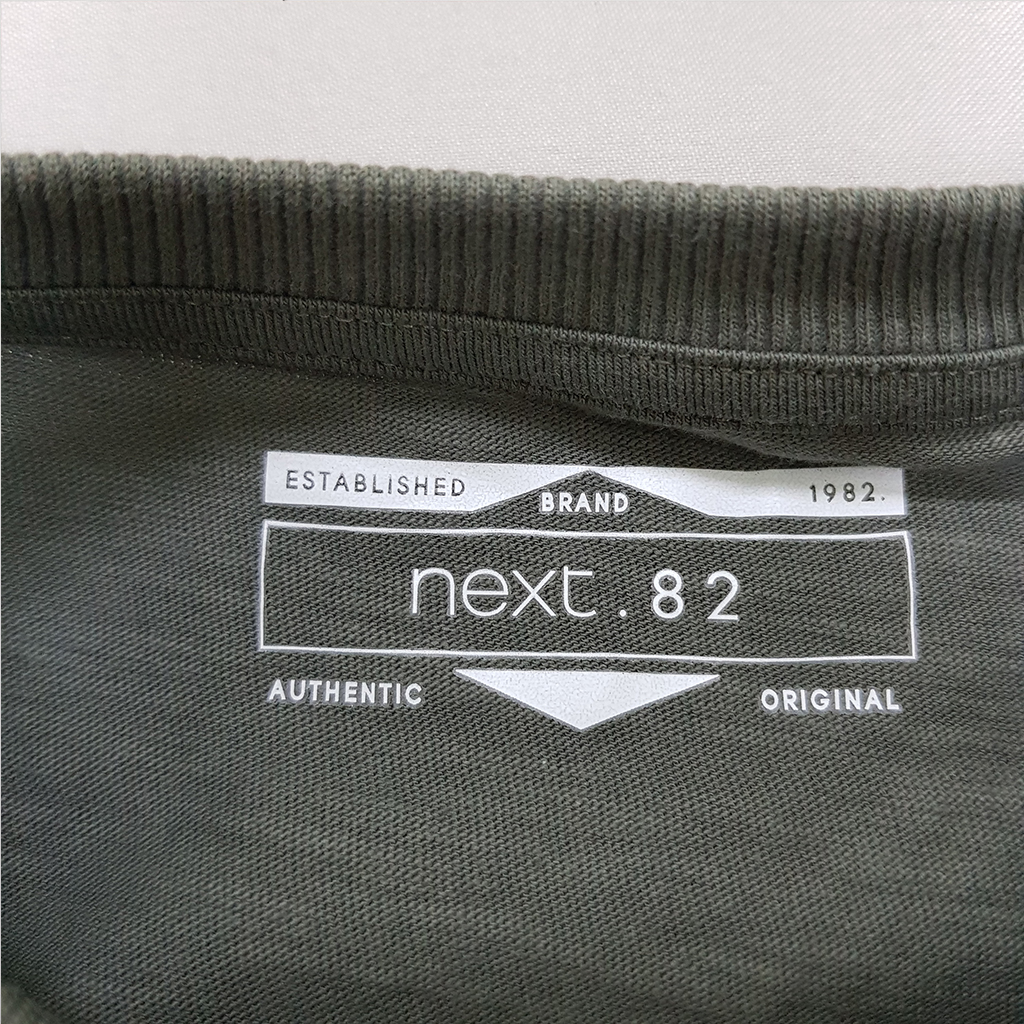 ESTABLISHED BRAND 1982.
next.82
AUTHENTIC ORIGINAL